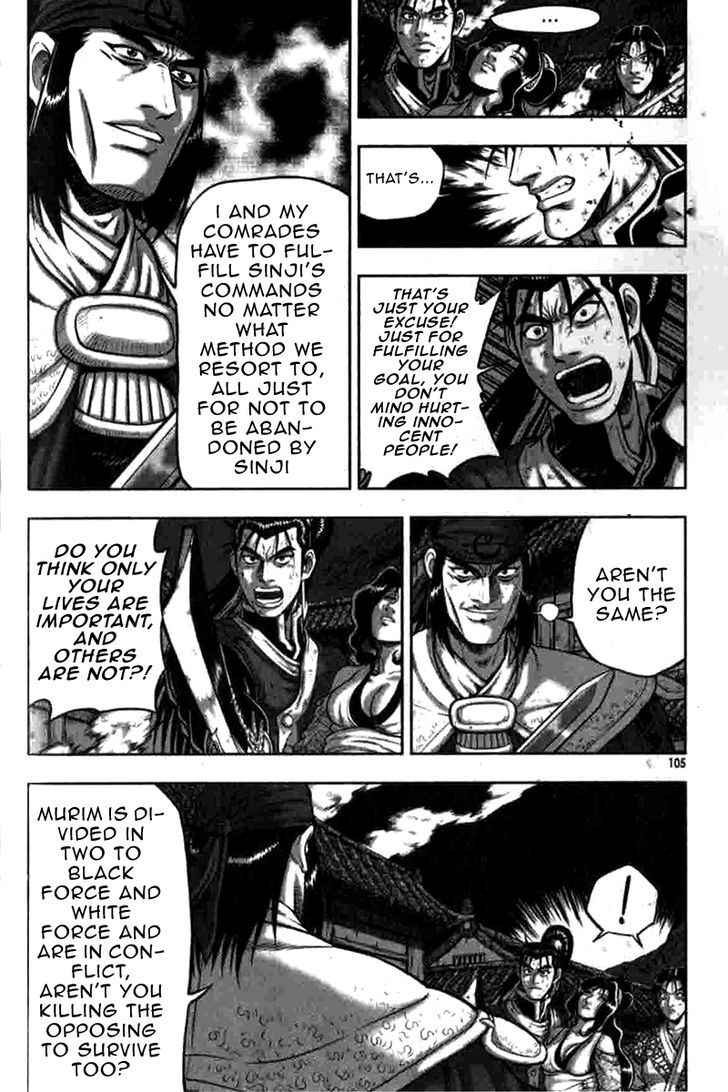 I AND MY
COMRADES
HAVE TO FUL-
FILL SINJI'S
COMMANDS
NO MATTER
WHAT
METHOD WE
RESORT TO,
ALL JUST
FOR NOT TO
BE ABAN-
DONED BY
SINJI
...
THAT'S...
THAT'S
JUST YOUR
EXCUSE!
JUST FOR
FULFILLING
YOUR
GOAL, YOU
DON'T
MIND HURT-
ING INNO-
CENT
PEOPLE!
DO YOU
THINK ONLY
YOUR
LIVES ARE
IMPORTANT,
AND
OTHERS
ARE NOT?!
AREN'T
YOU THE
SAME?
105
MURIM IS DI-
VIDED IN
TWO TO
BLACK
FORCE AND
WHITE
FORCE AND
ARE IN CON-
FLICT,
AREN'T YOU
KILLING THE
OPPOSING
TO SURVIVE
TOO?
!